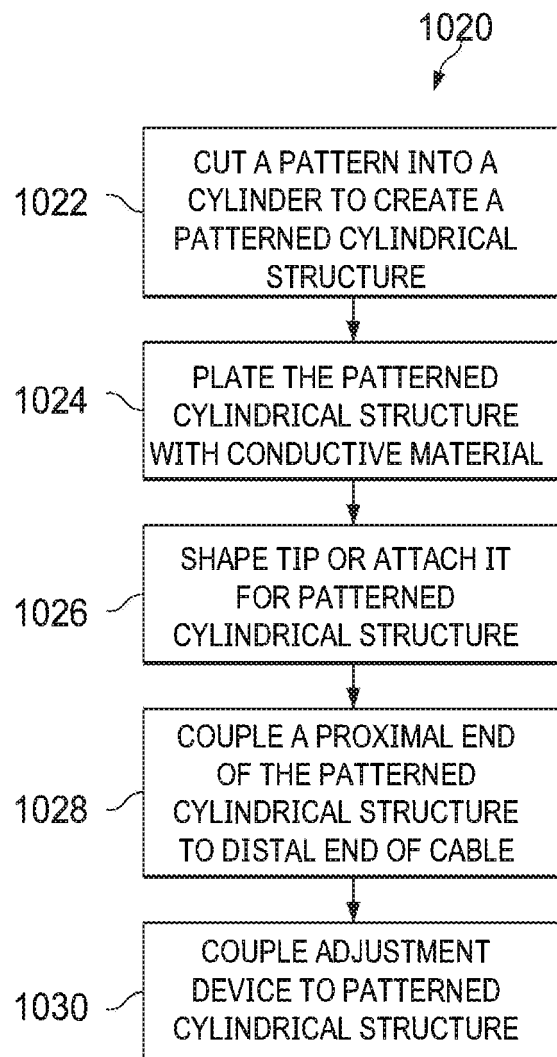 1020
1022
CUT A PATTERN INTO A
CYLINDER TO CREATE A
PATTERNED CYLINDRICAL
STRUCTURE
1024
PLATE THE PATTERNED
CYLINDRICAL STRUCTURE
WITH CONDUCTIVE MATERIAL
1026
SHAPE TIP OR ATTACH IT
FOR PATTERNED
CYLINDRICAL STRUCTURE
1028
COUPLE A PROXIMAL END
OF THE PATTERNED
CYLINDRICAL STRUCTURE
TO DISTAL END OF CABLE
1030
COUPLE ADJUSTMENT
DEVICE TO PATTERNED
CYLINDRICAL STRUCTURE